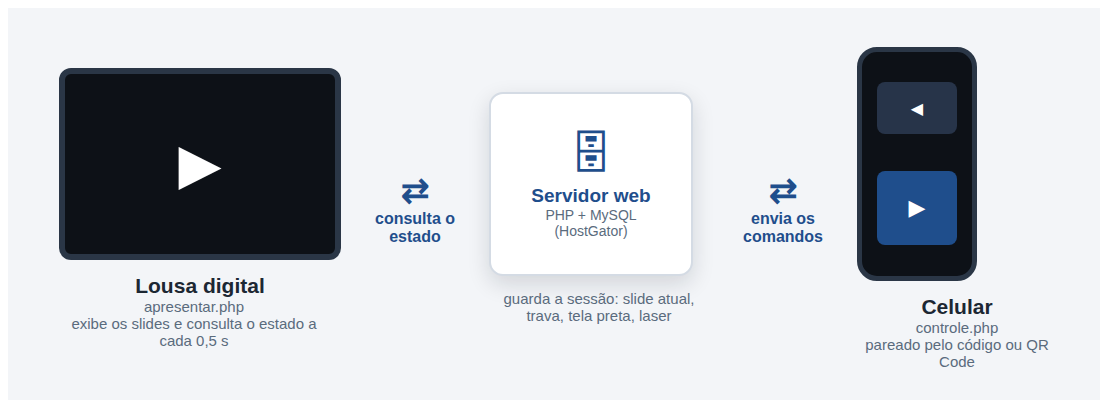 Lousa digital
apresentar.php
exibe os slides e consulta o estado a
cada 0,5 s
consulta o
estado
Servidor web
PHP + MySQL
(HostGator)
guarda a sessão: slide atual,
trava, tela preta, laser
envia os
comandos
Celular
controle.php
pareado pelo código ou QR
Code